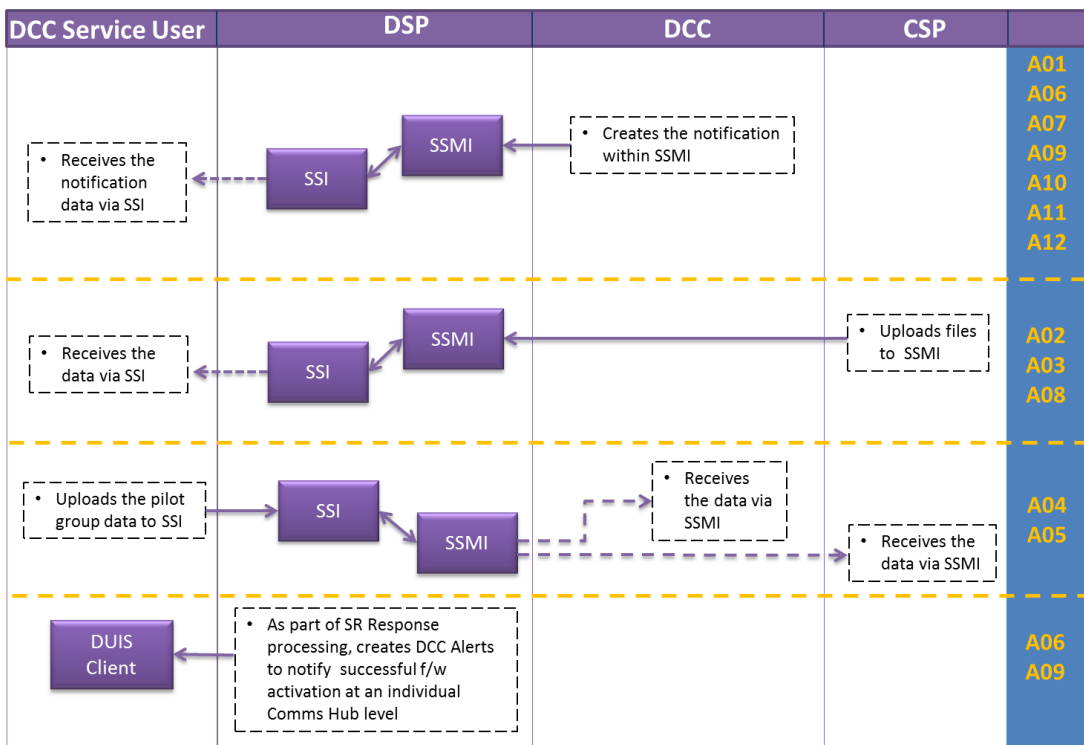 DCC Service User
DSP
DCC
CSP
• Receives the
notification
data via SSI
SSI
SSMI
• Creates the notification
within SSMI
A01
A06
A07
A09
A10
A11
A12
• Receives the
data via SSI
SSI
SSMI
• Uploads files
to SSMI
A02
A03
A08
• Uploads the pilot
group data to SSI
SSI
SSMI
• Receives
the data via
SSMI
• Receives the
data via SSMI
A04
A05
DUIS
Client
• As part of SR Response
processing, creates DCC Alerts
to notify successful f/w
activation at an individual
Comms Hub level
A06
A09